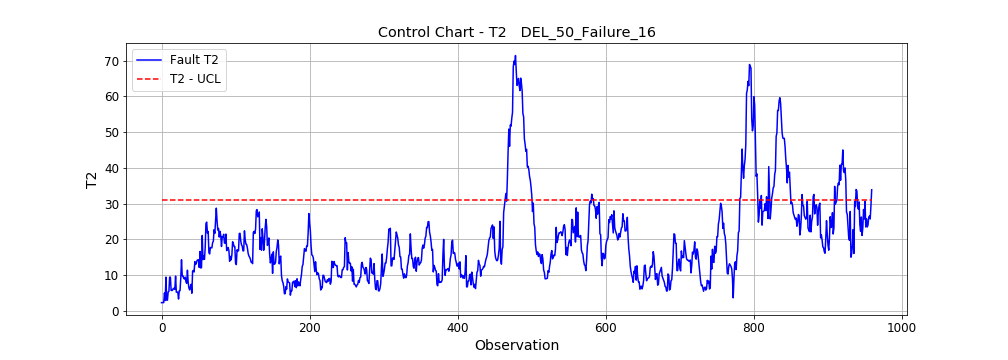 Control Chart - T2   DEL_50_Failure_16
Fault T2
T2 - UCL
70
60
50
40
30
20
10
0
T2
0 200 400 600 800 1000
Observation